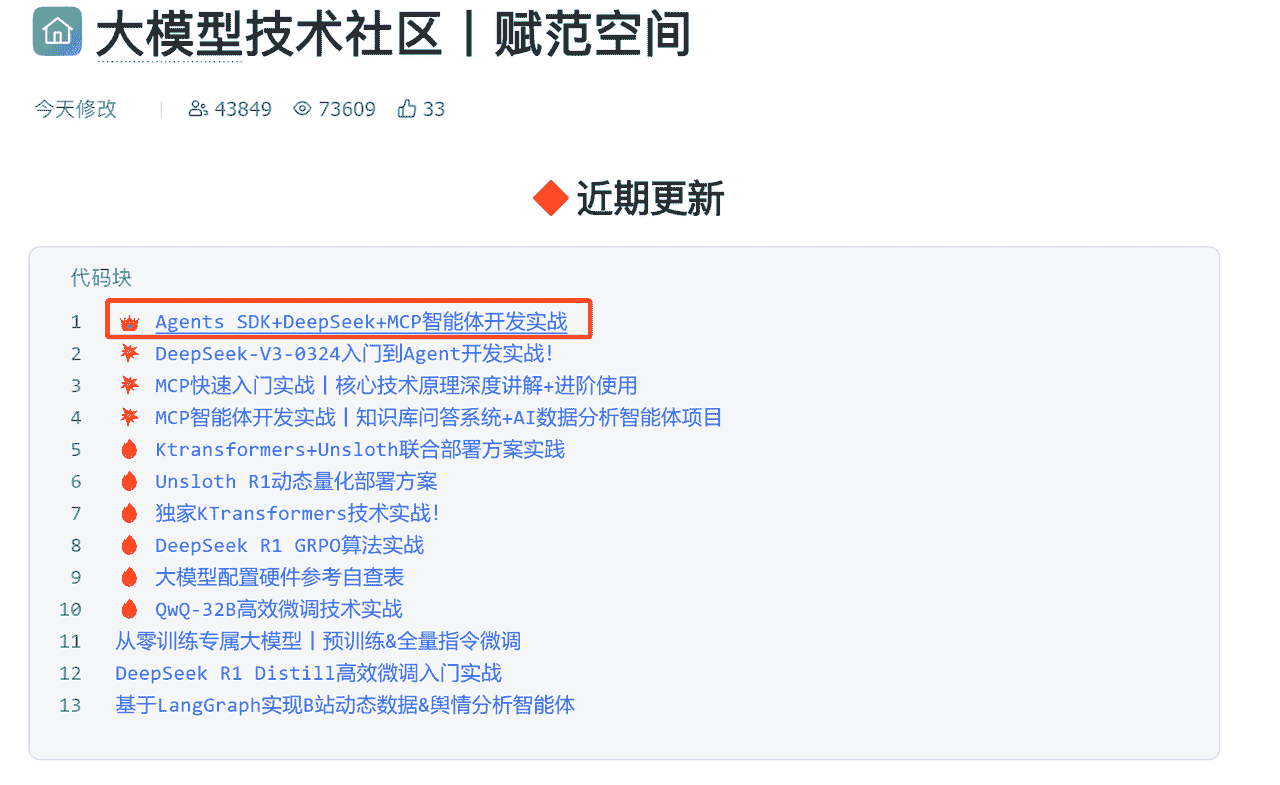 大模型技术社区丨赋范空间
今天修改 43849 73609 33
近期更新
代码块
1 Agents SDK+DeepSeek+MCP智能体开发实战
2 DeepSeek-V3-0324入门到Agent开发实战!
3 MCP快速入门实战丨核心技术原理深度讲解+进阶使用
4 MCP智能体开发实战丨知识库问答系统+AI数据分析智能体项目
5 Ktransformers+Unsloth联合部署方案实践
6 Unsloth R1动态量化部署方案
7 独家KTransformers技术实战!
8 DeepSeek R1 GRPO算法实战
9 大模型配置硬件参考自查表
10 QwQ-32B高效微调技术实战
11 从零训练专属大模型丨预训练&全量指令微调
12 DeepSeek R1 Distill高效微调入门实战
13 基于LangGraph实现B站动态数据&舆情分析智能体